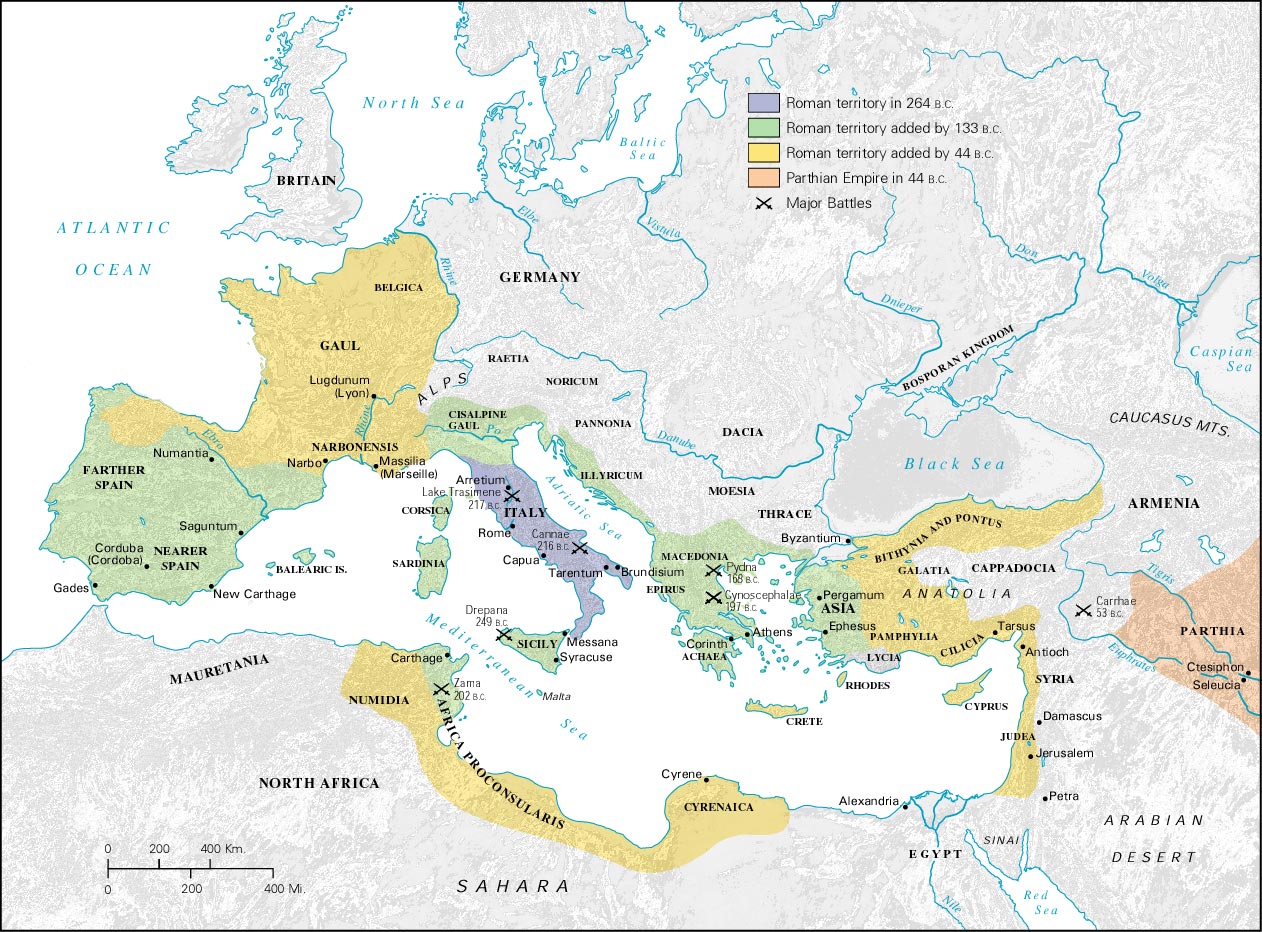 North Sea
Baltic
Sea
Roman territory in 264 B.C.
Roman territory added by 133 B.C.
Roman territory added by 44 B.C.
Parthian Empire in 44 B.C.
Major Battles
BRITAIN
ATLANTIC
OCEAN
Elbe
Vistula
Rhine
Don
Volga
Dnieper
GERMANY
BELGICA
GAUL
Lugdunum
(Lyon)
Rhone
ALPS
RAETIA
NORICUM
BOSPORAN KINGDOM
Caspian
Sea
CISALPINE
GAUL
Po
PANNONIA
DACIA
Danube
CAUCASUS MTS.
Black Sea
Ebro
NARBONENSIS
Numantia
Narbo
Massilia
(Marseille)
FARTHER
SPAIN
Arretium
Lake Trasimene
217 B.C.
ITALY
Adriatic Sea
ILLYRICUM
MOESIA
THRACE
ARMENIA
CORSICA
Rome
Cannae
216 B.C.
Byzantium
BITHYNIA AND PONTUS
Saguntum
Corduba
(Cordoba)
NEARER
SPAIN
BALEARIC IS.
SARDINIA
Capua
Tarentum
Brundisium
MACEDONIA
Pydna
168 B.C.
EPIRUS
Cynoscephalae
197 B.C.
GALATIA
CAPPADOCIA
ANATOLIA
Tigris
Gades
New Carthage
Pergamum
ASIA
Carrhae
53 B.C.
Drepana
249 B.C.
Mediterranean Sea
SICILY
Messana
Syracuse
Corinth
Athens
ACHAEA
Ephesus
PAMPHYLIA
LYCIA
CILICIA
Tarsus
Antioch
Euphrates
PARTHIA
Ctesiphon
Seleucia
MAURETANIA
Carthage
Zama
202 B.C.
NUMIDIA
Malta
RHODES
SYRIA
CYPRUS
CRETE
Damascus
JUDEA
Jerusalem
AFRICA PROCONSULARIS
NORTH AFRICA
Cyrene
CYRENAICA
Alexandria
Petra
ARABIAN
DESERT
SINAI
EGYPT
0 200 400 Km.
0 200 400 Mi.
SAHARA
Nile
Red
Sea